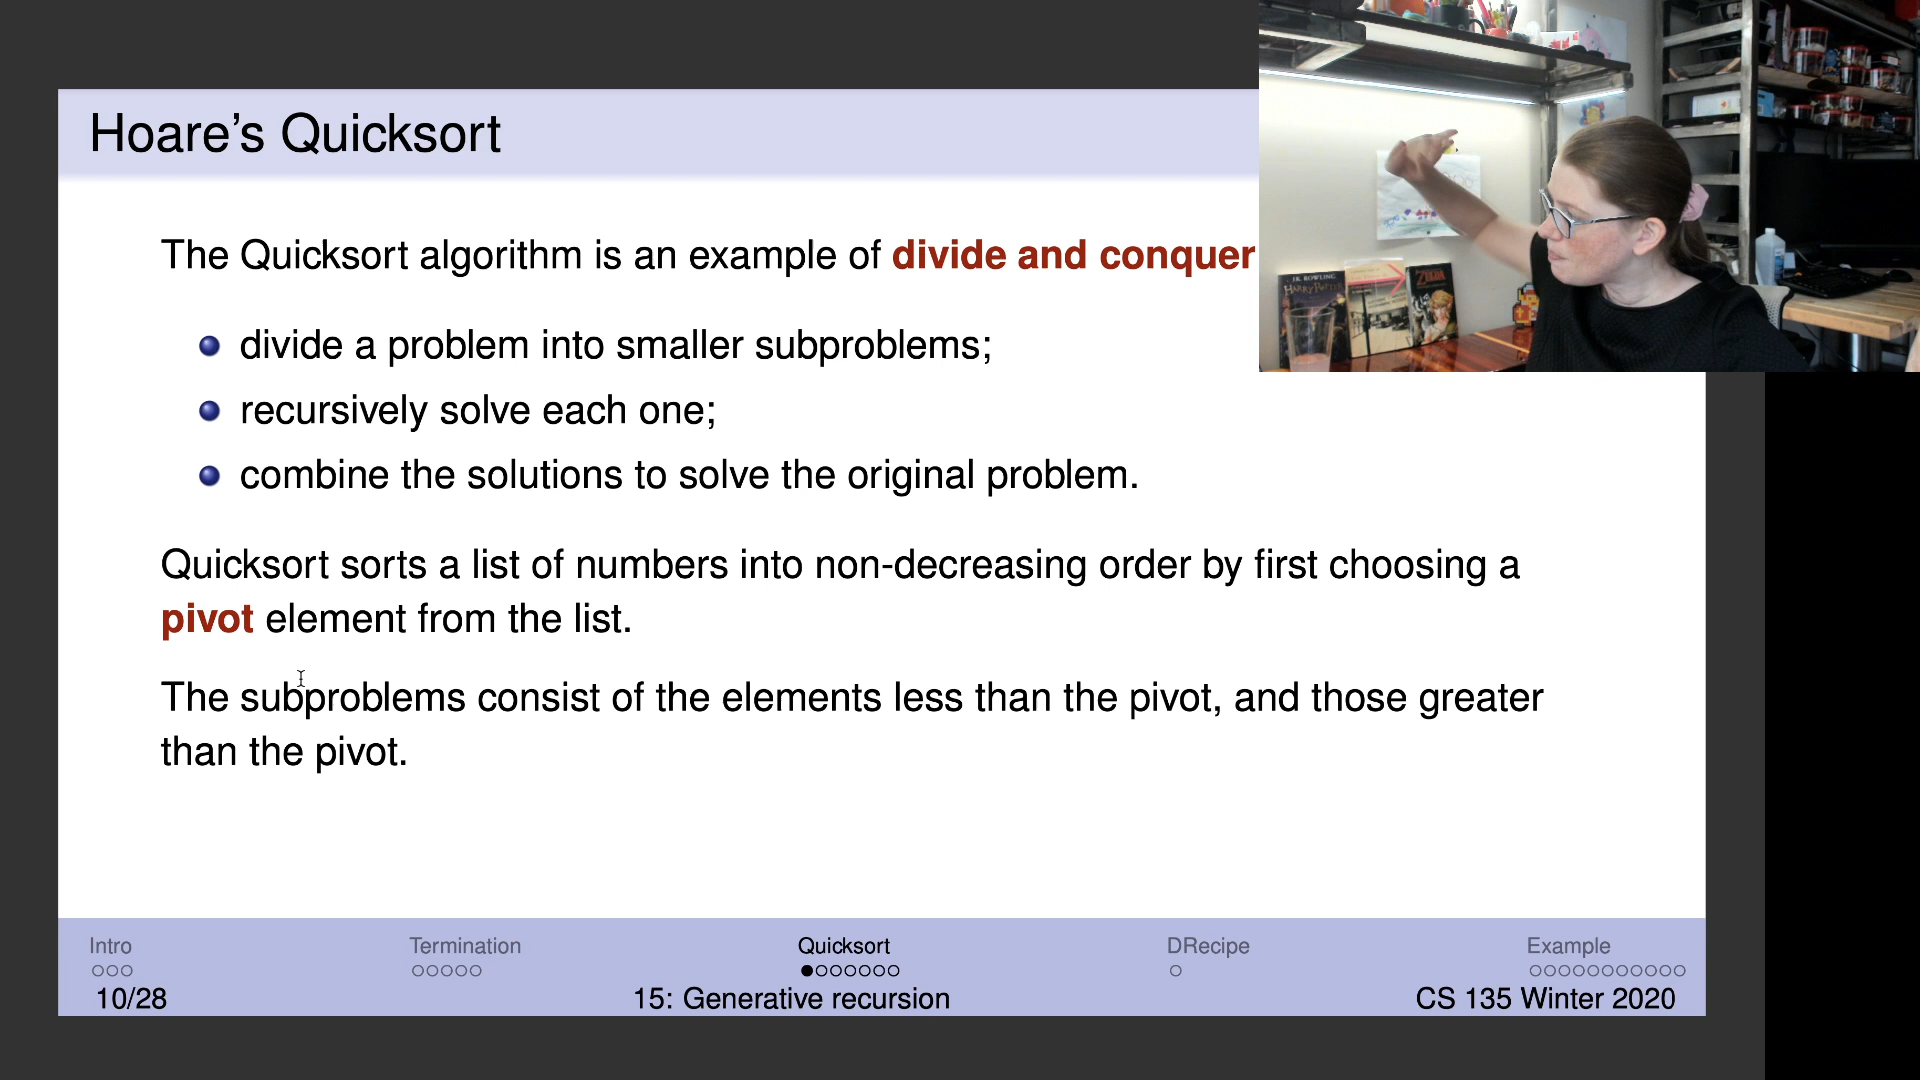 Hoare's Quicksort
The Quicksort algorithm is an example of divide and conquer
divide a problem into smaller subproblems;
recursively solve each one;
combine the solutions to solve the original problem.
Quicksort sorts a list of numbers into non-decreasing order by first choosing a
pivot element from the list.
The subproblems consist of the elements less than the pivot, and those greater
than the pivot.
Intro
Termination
Quicksort
DRecipe
Example
10/28
15: Generative recursion
CS 135 Winter 2020
J.K. ROWLING
HARRY POTTER
ZELDA